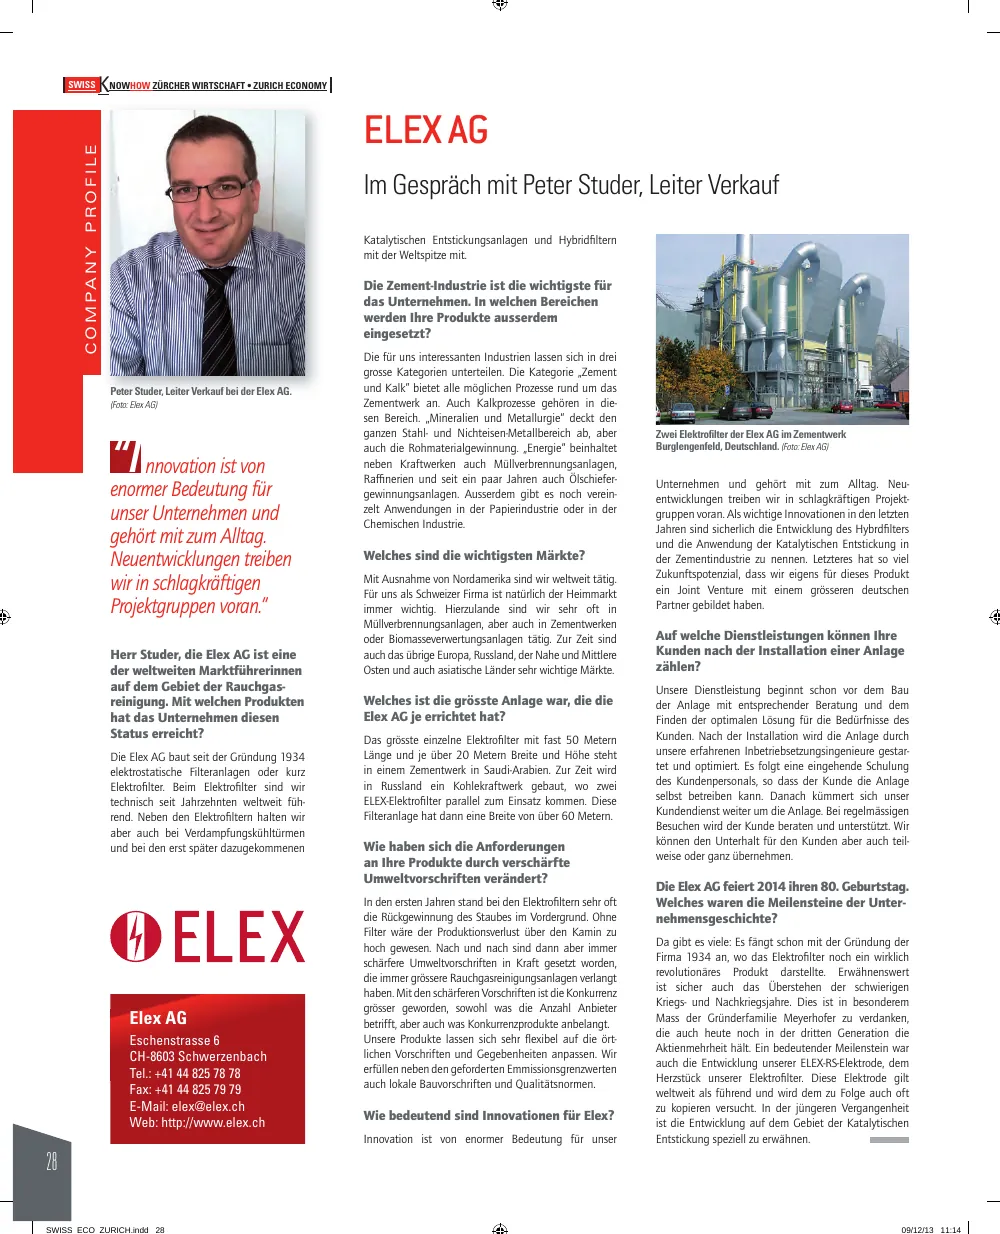 SWISS KNOWHOW ZÜRCHER WIRTSCHAFT • ZURICH ECONOMY
COMPANY PROFILE
Peter Studer, Leiter Verkauf bei der Elex AG.
(Foto: Elex AG)
"Innovation ist von
enormer Bedeutung für
unser Unternehmen und
gehört mit zum Alltag.
Neuentwicklungen treiben
wir in schlagkräftigen
Projektgruppen voran."
Herr Studer, die Elex AG ist eine
der weltweiten Marktführerinnen
auf dem Gebiet der Rauchgas-
reinigung. Mit welchen Produkten
hat das Unternehmen diesen
Status erreicht?
Die Elex AG baut seit der Gründung 1934
elektrostatische Filteranlagen oder kurz
Elektrofilter. Beim Elektrofilter sind wir
technisch seit Jahrzehnten weltweit füh-
rend. Neben den Elektrofiltern halten wir
aber auch bei Verdampfungskühltürmen
und bei den erst später dazugekommenen
ELEX
Elex AG
Eschenstrasse 6
CH-8603 Schwerzenbach
Tel.: +41 44 825 78 78
Fax: +41 44 825 79 79
E-Mail: elex@elex.ch
Web: http://www.elex.ch
ELEX AG
Im Gespräch mit Peter Studer, Leiter Verkauf
Katalytischen Entstickungsanlagen und Hybridfiltern
mit der Weltspitze mit.
Die Zement-Industrie ist die wichtigste für
das Unternehmen. In welchen Bereichen
werden Ihre Produkte ausserdem
eingesetzt?
Die für uns interessanten Industrien lassen sich in drei
grosse Kategorien unterteilen. Die Kategorie „Zement
und Kalk" bietet alle möglichen Prozesse rund um das
Zementwerk an. Auch Kalkprozesse gehören in die-
sen Bereich. „Mineralien und Metallurgie" deckt den
ganzen Stahl- und Nichteisen-Metallbereich ab, aber
auch die Rohmaterialgewinnung. „Energie" beinhaltet
neben Kraftwerken auch Müllverbrennungsanlagen,
Raffinerien und seit ein paar Jahren auch Ölschiefer-
gewinnungsanlagen. Ausserdem gibt es noch verein-
zelt Anwendungen in der Papierindustrie oder in der
Chemischen Industrie.
Welches sind die wichtigsten Märkte?
Mit Ausnahme von Nordamerika sind wir weltweit tätig.
Für uns als Schweizer Firma ist natürlich der Heimmarkt
immer wichtig. Hierzulande sind wir sehr oft in
Müllverbrennungsanlagen, aber auch in Zementwerken
oder Biomasseverwertungsanlagen tätig. Zur Zeit sind
auch das übrige Europa, Russland, der Nahe und Mittlere
Osten und auch asiatische Länder sehr wichtige Märkte.
Welches ist die grösste Anlage war, die die
Elex AG je errichtet hat?
Das grösste einzelne Elektrofilter mit fast 50 Metern
Länge und je über 20 Metern Breite und Höhe steht
in einem Zementwerk in Saudi-Arabien. Zur Zeit wird
in Russland ein Kohlekraftwerk gebaut, wo zwei
ELEX-Elektrofilter parallel zum Einsatz kommen. Diese
Filteranlage hat dann eine Breite von über 60 Metern.
Wie haben sich die Anforderungen
an Ihre Produkte durch verschärfte
Umweltvorschriften verändert?
In den ersten Jahren stand bei den Elektrofiltern sehr oft
die Rückgewinnung des Staubes im Vordergrund. Ohne
Filter wäre der Produktionsverlust über den Kamin zu
hoch gewesen. Nach und nach sind dann aber immer
schärfere Umweltvorschriften in Kraft gesetzt worden,
die immer grössere Rauchgasreinigungsanlagen verlangt
haben. Mit den schärferen Vorschriften ist die Konkurrenz
grösser geworden, sowohl was die Anzahl Anbieter
betrifft, aber auch was Konkurrenzprodukte anbelangt.
Unsere Produkte lassen sich sehr flexibel auf die ört-
lichen Vorschriften und Gegebenheiten anpassen. Wir
erfüllen neben den geforderten Emmissionsgrenzwerten
auch lokale Bauvorschriften und Qualitätsnormen.
Wie bedeutend sind Innovationen für Elex?
Innovation ist von enormer Bedeutung für unser
Zwei Elektrofilter der Elex AG im Zementwerk
Burglengenfeld, Deutschland. (Foto: Elex AG)
Unternehmen und gehört mit zum Alltag. Neu-
entwicklungen treiben wir in schlagkräftigen Projekt-
gruppen voran. Als wichtige Innovationen in den letzten
Jahren sind sicherlich die Entwicklung des Hybrdfilters
und die Anwendung der Katalytischen Entstickung in
der Zementindustrie zu nennen. Letzteres hat so viel
Zukunftspotenzial, dass wir eigens für dieses Produkt
ein Joint Venture mit einem grösseren deutschen
Partner gebildet haben.
Auf welche Dienstleistungen können Ihre
Kunden nach der Installation einer Anlage
zählen?
Unsere Dienstleistung beginnt schon vor dem Bau
der Anlage mit entsprechender Beratung und dem
Finden der optimalen Lösung für die Bedürfnisse des
Kunden. Nach der Installation wird die Anlage durch
unsere erfahrenen Inbetriebsetzungsingenieure gestar-
tet und optimiert. Es folgt eine eingehende Schulung
des Kundenpersonals, so dass der Kunde die Anlage
selbst betreiben kann. Danach kümmert sich unser
Kundendienst weiter um die Anlage. Bei regelmässigen
Besuchen wird der Kunde beraten und unterstützt. Wir
können den Unterhalt für den Kunden aber auch teil-
weise oder ganz übernehmen.
Die Elex AG feiert 2014 ihren 80. Geburtstag.
Welches waren die Meilensteine der Unter-
nehmensgeschichte?
Da gibt es viele: Es fängt schon mit der Gründung der
Firma 1934 an, wo das Elektrofilter noch ein wirklich
revolutionäres Produkt darstellte. Erwähnenswert
ist sicher auch das Überstehen der schwierigen
Kriegs- und Nachkriegsjahre. Dies ist in besonderem
Mass der Gründerfamilie Meyerhofer zu verdanken,
die auch heute noch in der dritten Generation die
Aktienmehrheit hält. Ein bedeutender Meilenstein war
auch die Entwicklung unserer ELEX-RS-Elektrode, dem
Herzstück unserer Elektrofilter. Diese Elektrode gilt
weltweit als führend und wird dem zu Folge auch oft
zu kopieren versucht. In der jüngeren Vergangenheit
ist die Entwicklung auf dem Gebiet der Katalytischen
Entstickung speziell zu erwähnen.
28
SWISS_ECO_ZURICH.indd 28
09/12/13 11:14